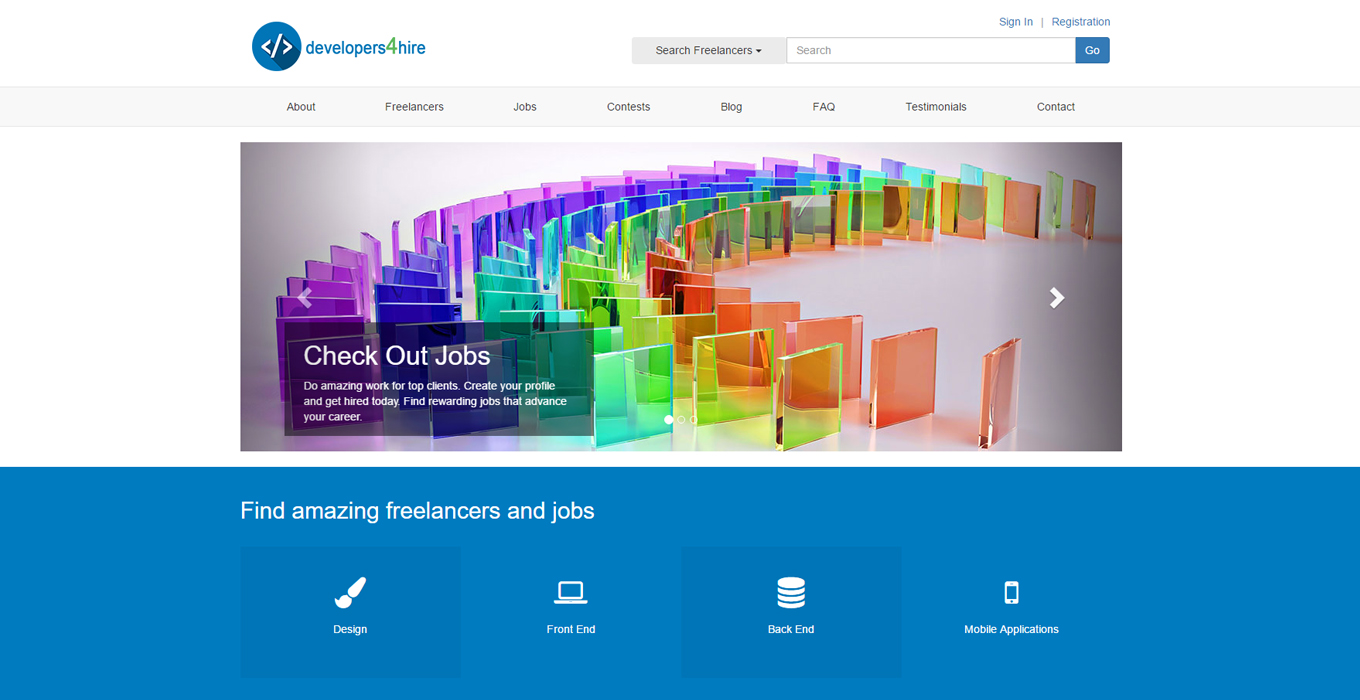 Sign In | Registration
</> developers4hire
Search Freelancers
Search
Go
About
Freelancers
Jobs
Contests
Blog
FAQ
Testimonials
Contact
Check Out Jobs
Do amazing work for top clients. Create your profile
and get hired today. Find rewarding jobs that advance
your career.
Find amazing freelancers and jobs
Design
Front End
Back End
Mobile Applications